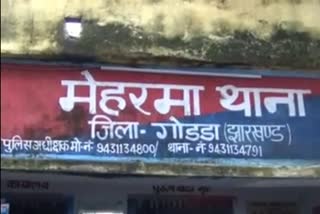 मेहरमा थाना
जिला- गोड्डा (झारखण्ड)
पुलिस अधीक्षक मो-नं- 9431134800/ थाना- नं- 9431134791